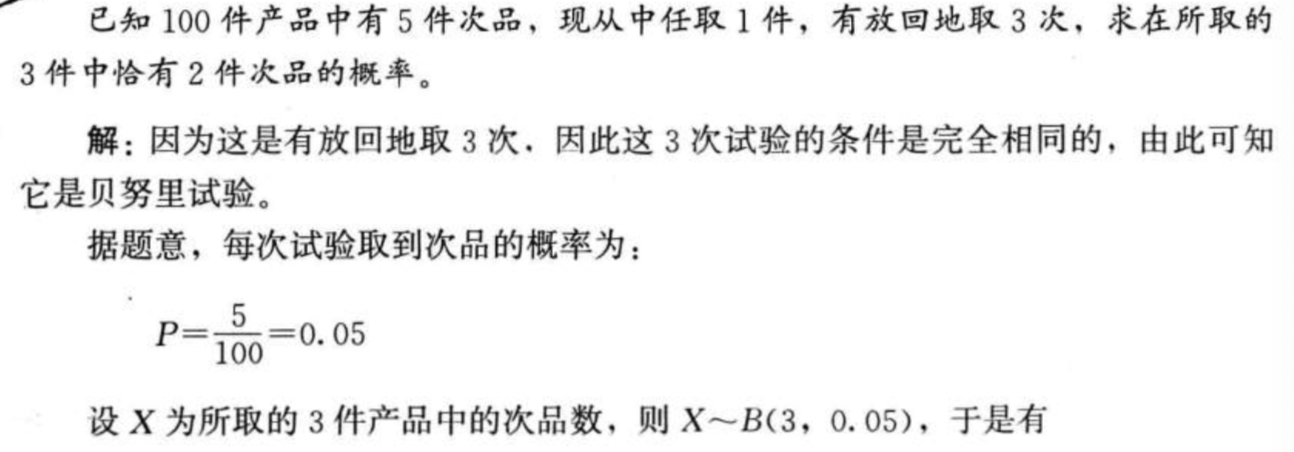 已知 100 件产品中有 5 件次品，现从中任取 1 件，有放回地取 3 次，求在所取的
3 件中恰有 2 件次品的概率。
解：因为这是有放回地取 3 次．因此这 3 次试验的条件是完全相同的，由此可知
它是贝努里试验。
据题意，每次试验取到次品的概率为：
P=5/100=0.05
设 X 为所取的 3 件产品中的次品数，则 X～B(3，0.05)，于是有